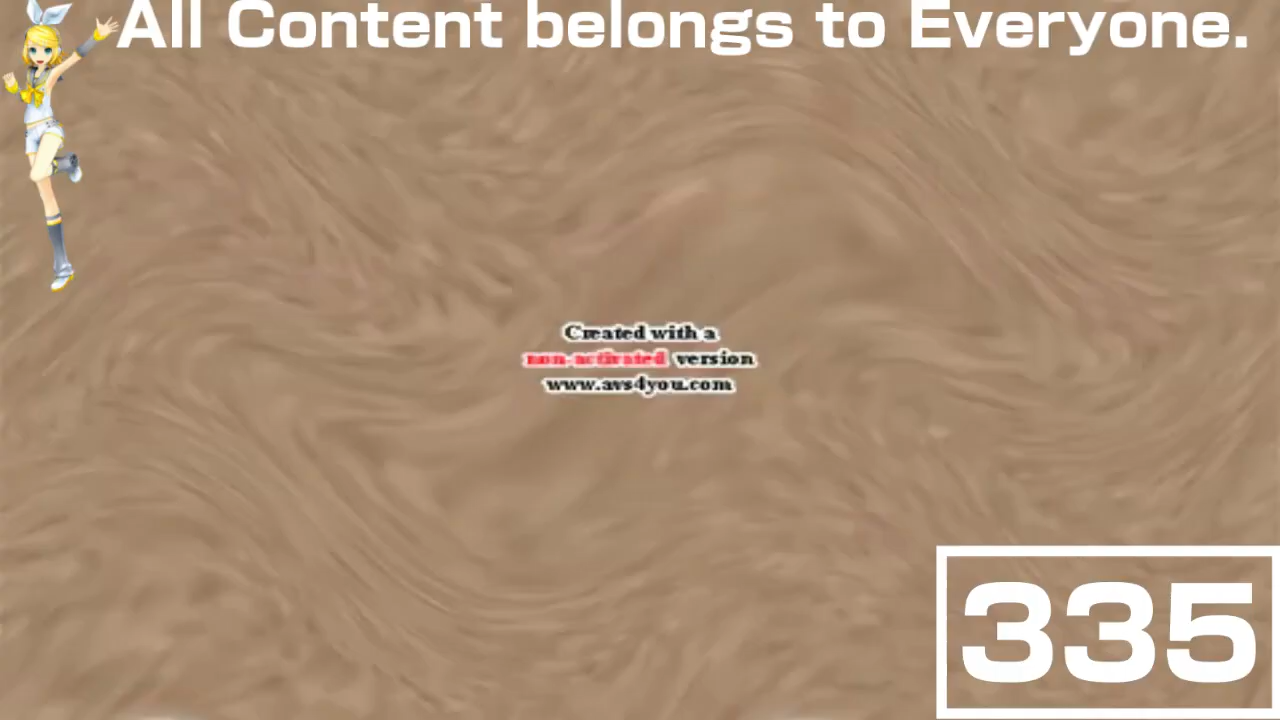 All Content belongs to Everyone.
Created with a
non-activated version
www.avs4you.com
335